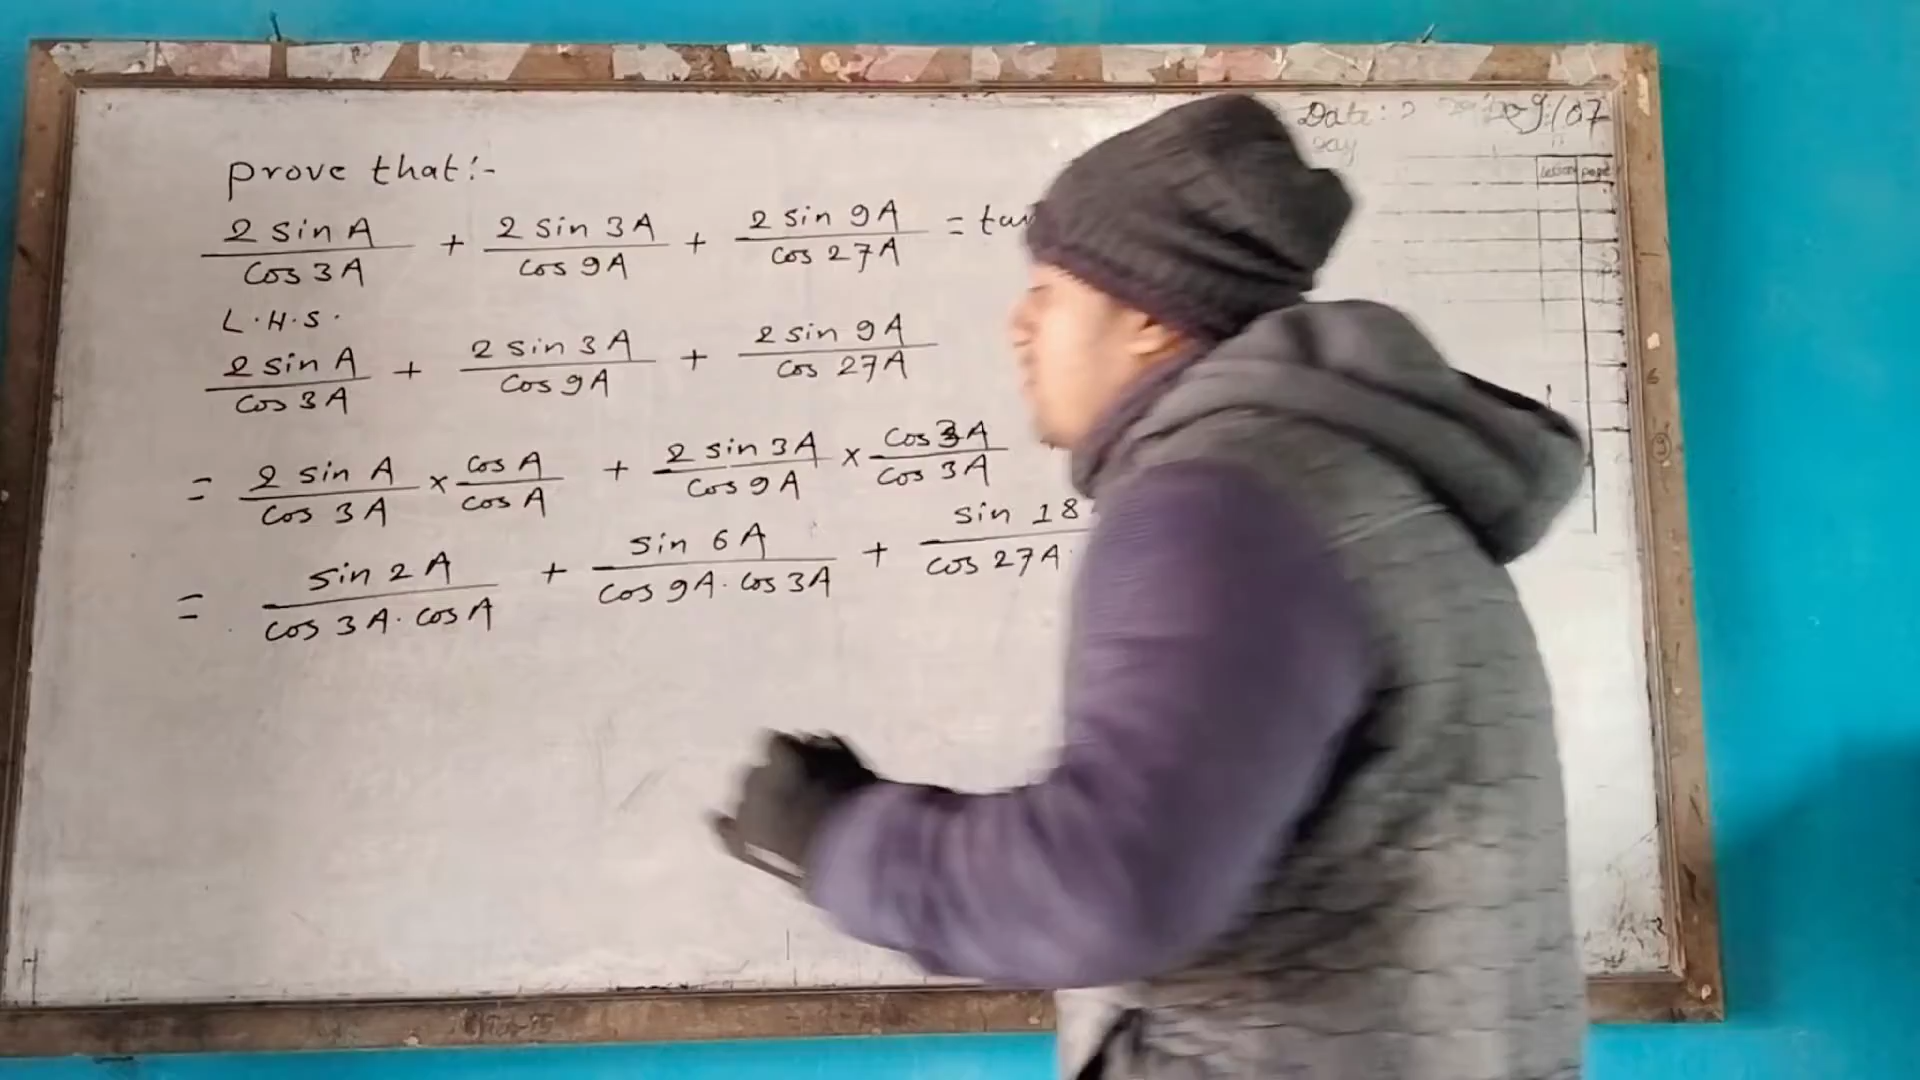 Date: 9/07
prove that:-
2 sin A / cos 3A + 2 sin 3A / cos 9A + 2 sin 9A / cos 27A =
L.H.S.
2 sin A / cos 3A + 2 sin 3A / cos 9A + 2 sin 9A / cos 27A
= 2 sin A / cos 3A × cos A / cos A + 2 sin 3A / cos 9A × cos 3A / cos 3A
= sin 2A / cos 3A . cos A + sin 6A / cos 9A . cos 3A + sin 18 / cos 27A .